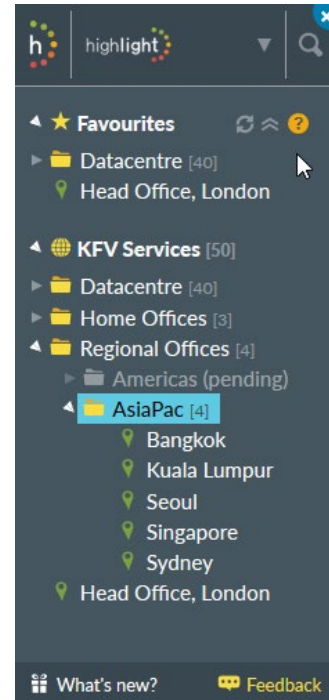 h highlight
Favourites ?
Datacentre [40]
Head Office, London
KFV Services [50]
Datacentre [40]
Home Offices [3]
Regional Offices [4]
Americas (pending)
AsiaPac [4]
Bangkok
Kuala Lumpur
Seoul
Singapore
Sydney
Head Office, London
What's new? Feedback